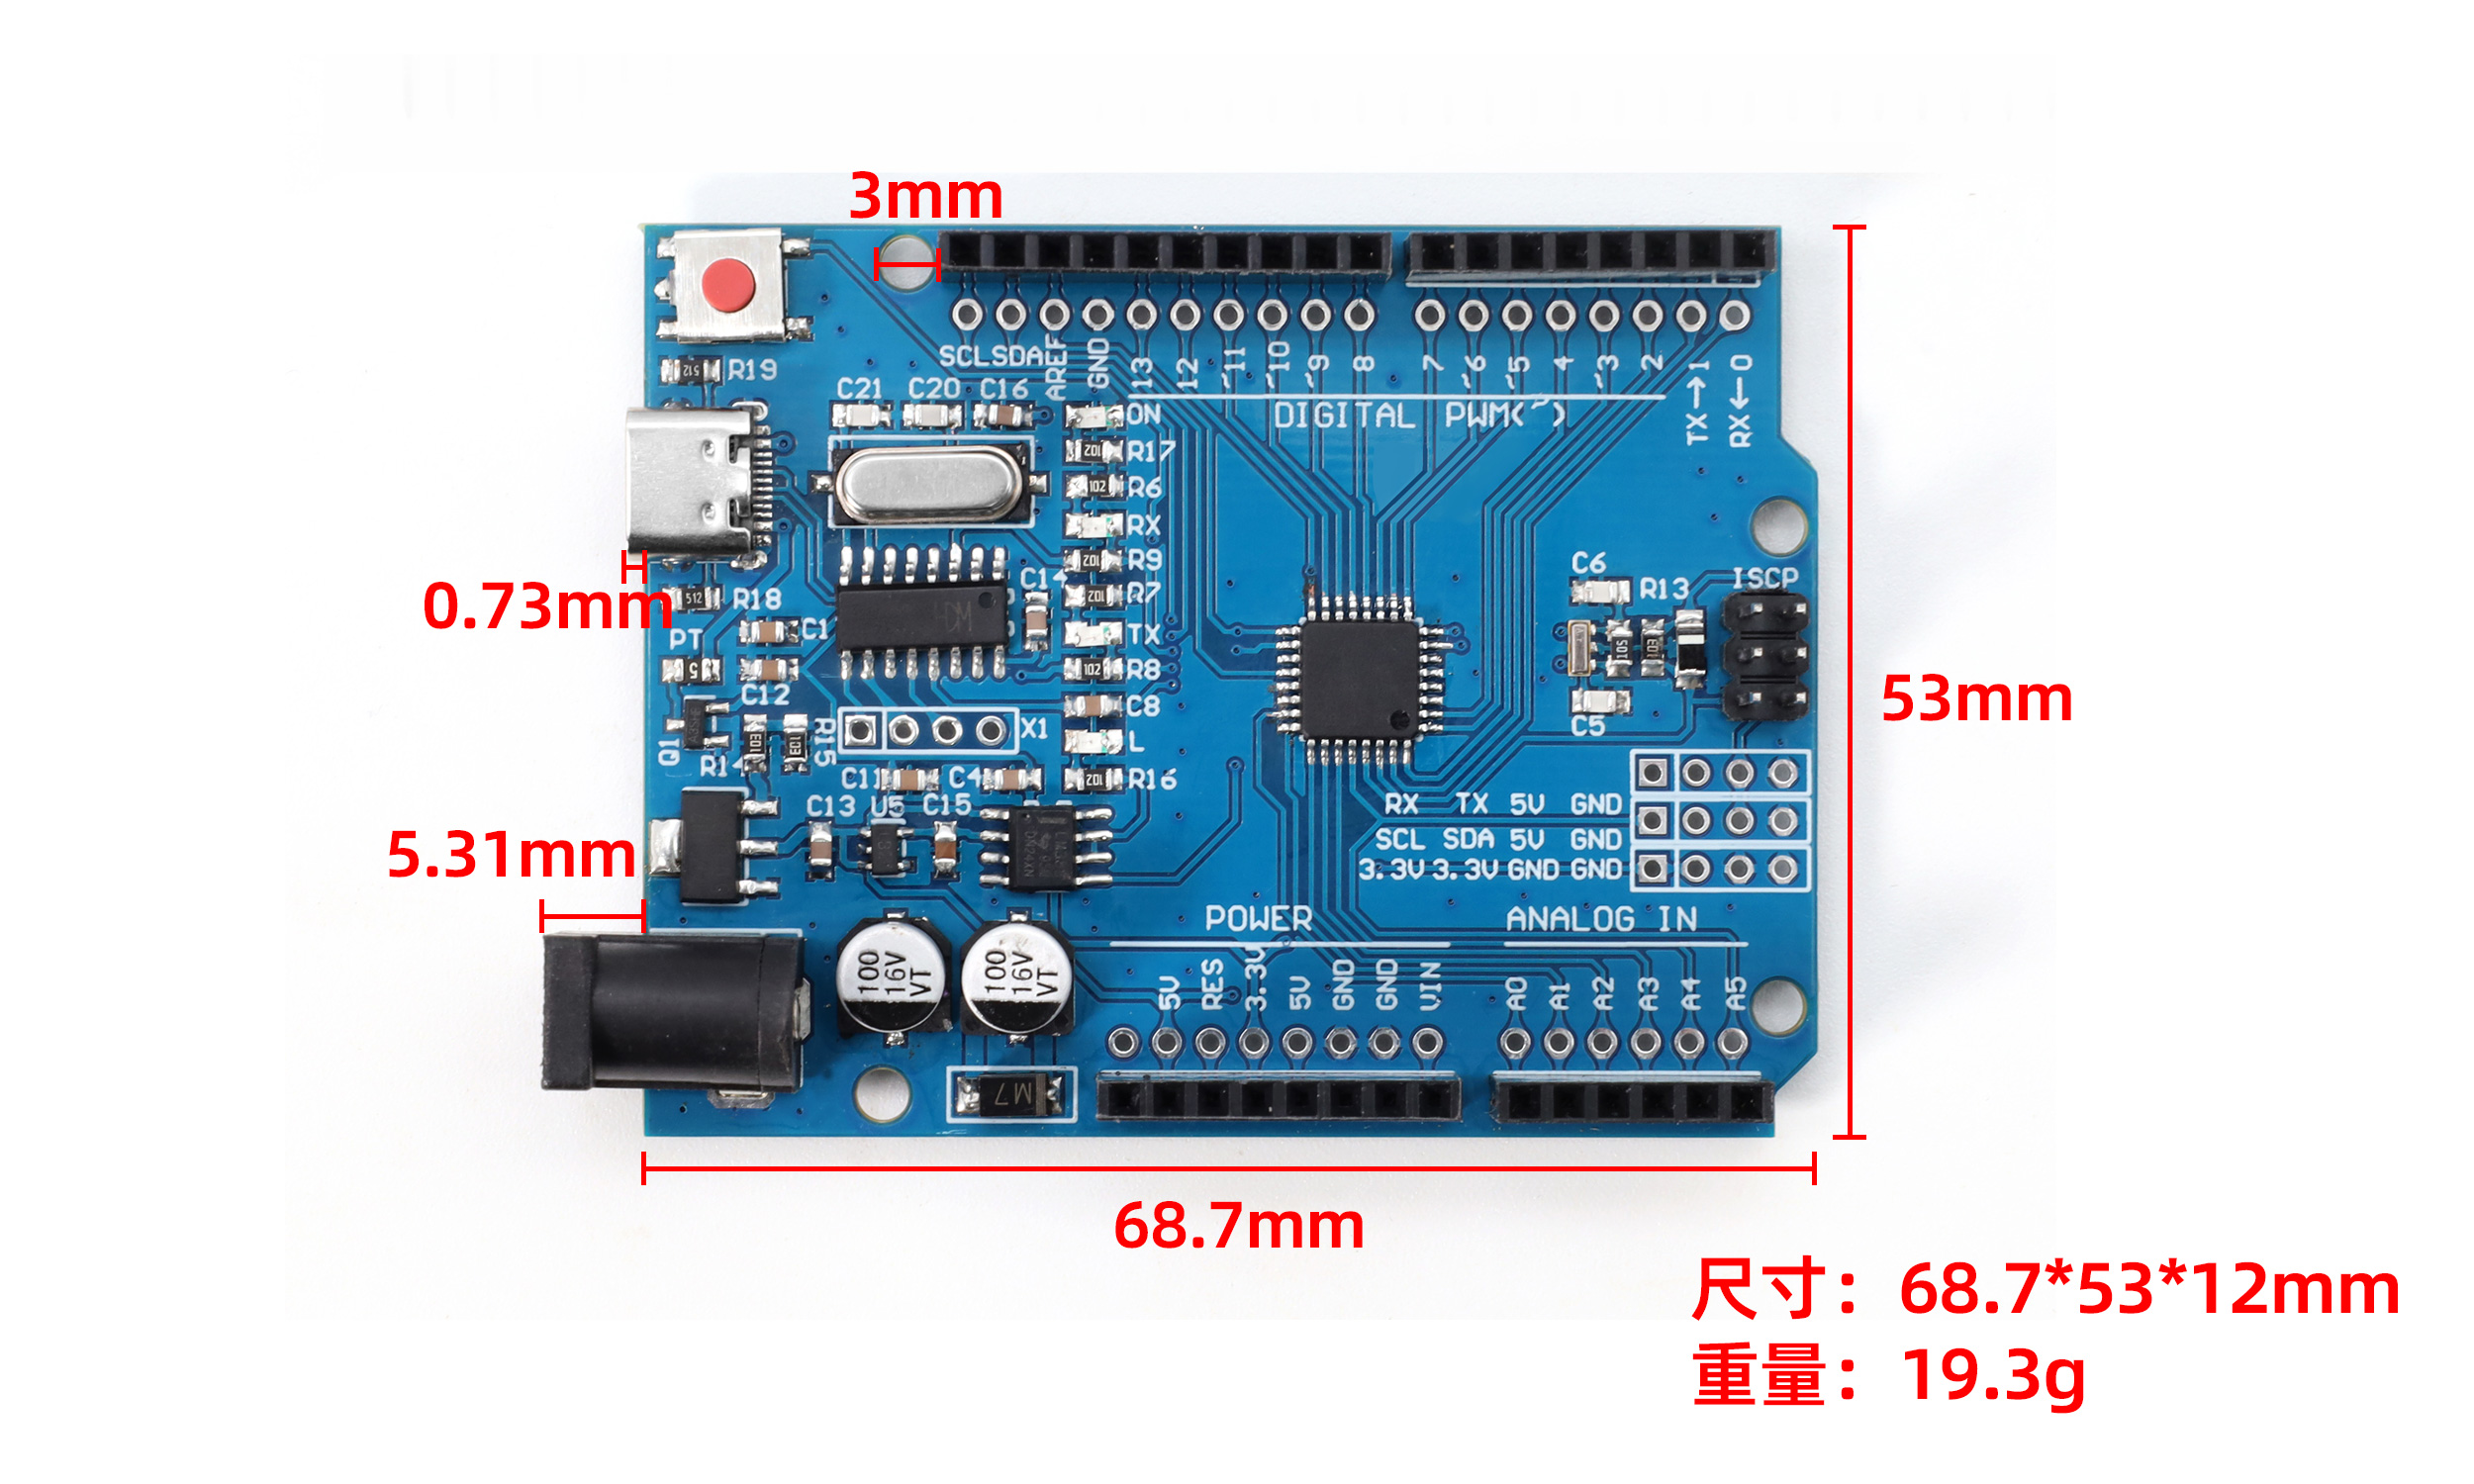 3mm
R19
SCL SDA AREF GND 13 12 ~11 ~10 ~9 8 7 ~6 ~5 4 ~3 2 TX→1 RX←0
C21 C20 C16 ON
DIGITAL PWM(~)
R17
R6
RX
R9
C14
R7
0.73mm
R18
PT
C1
TX
R8
C12
C8
Q1
R14
R15
X1
L
C11 C4 R16
C6
R13
ISCP
C5
53mm
RX TX 5V GND
SCL SDA 5V GND
3.3V 3.3V GND GND
C13 U5 C15
5.31mm
POWER
ANALOG IN
100
16V
VT
100
16V
VT
5V RES 3.3V 5V GND GND VIN
A0 A1 A2 A3 A4 A5
M7
68.7mm
尺寸：68.7*53*12mm
重量：19.3g